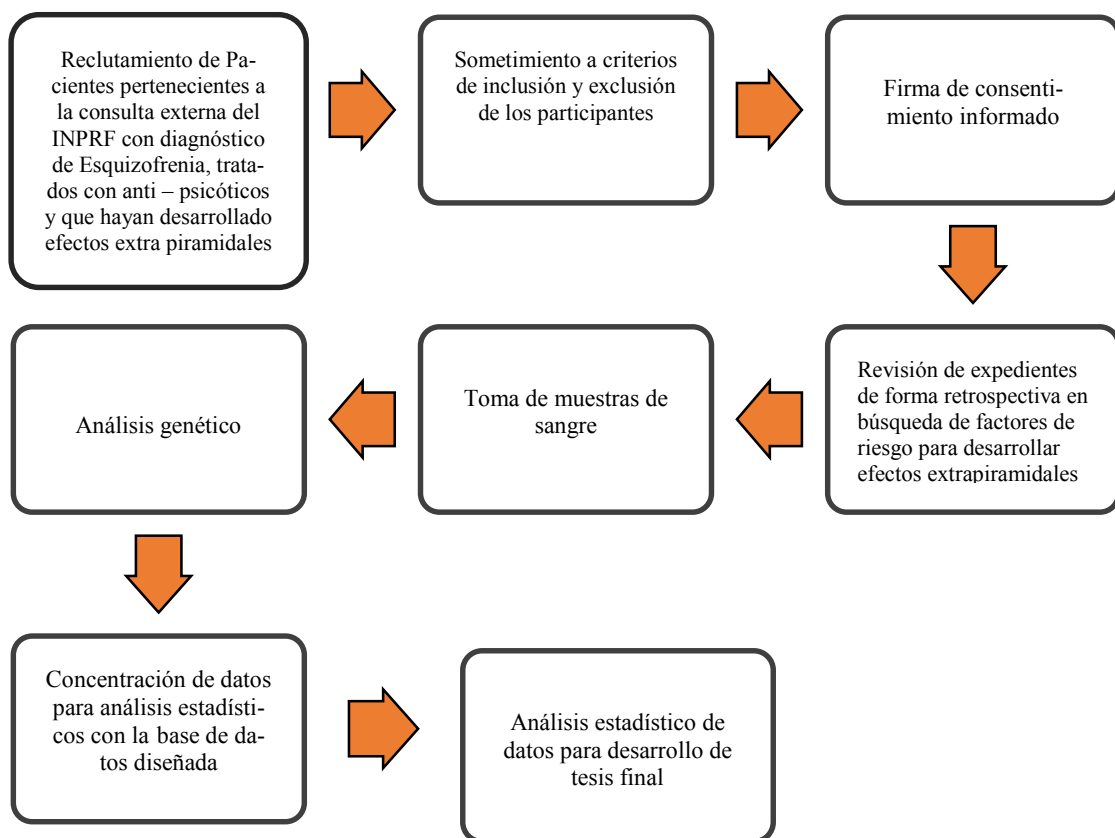 Reclutamiento de Pa-
cientes pertenecientes a
la consulta externa del
INPRF con diagnóstico
de Esquizofrenia, trata-
dos con anti – psicóticos
y que hayan desarrollado
efectos extra piramidales
Sometimiento a criterios
de inclusión y exclusión
de los participantes
Firma de consenti-
miento informado
Revisión de expedientes
de forma retrospectiva en
búsqueda de factores de
riesgo para desarrollar
efectos extrapiramidales
Toma de muestras de
sangre
Análisis genético
Concentración de datos
para análisis estadísti-
cos con la base de da-
tos diseñada
Análisis estadístico de
datos para desarrollo de
tesis final